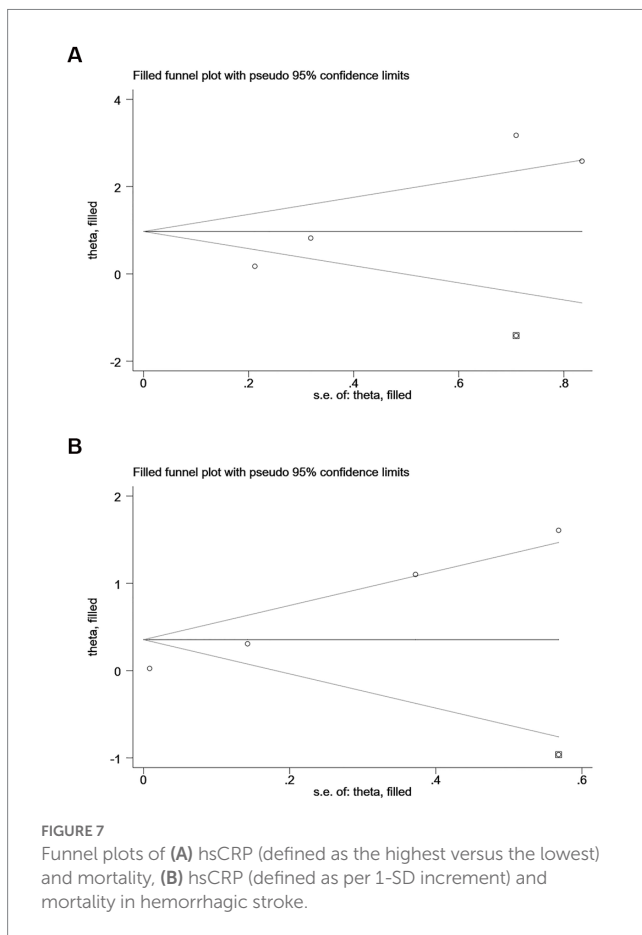 A
Filled funnel plot with pseudo 95% confidence limits
theta, filled
4
2
0
-2
0
.2
.4
.6
.8
s.e. of: theta, filled
B
Filled funnel plot with pseudo 95% confidence limits
theta, filled
2
1
0
-1
0
.2
.4
.6
s.e. of: theta, filled
FIGURE 7
Funnel plots of (A) hsCRP (defined as the highest versus the lowest)
and mortality, (B) hsCRP (defined as per 1-SD increment) and
mortality in hemorrhagic stroke.